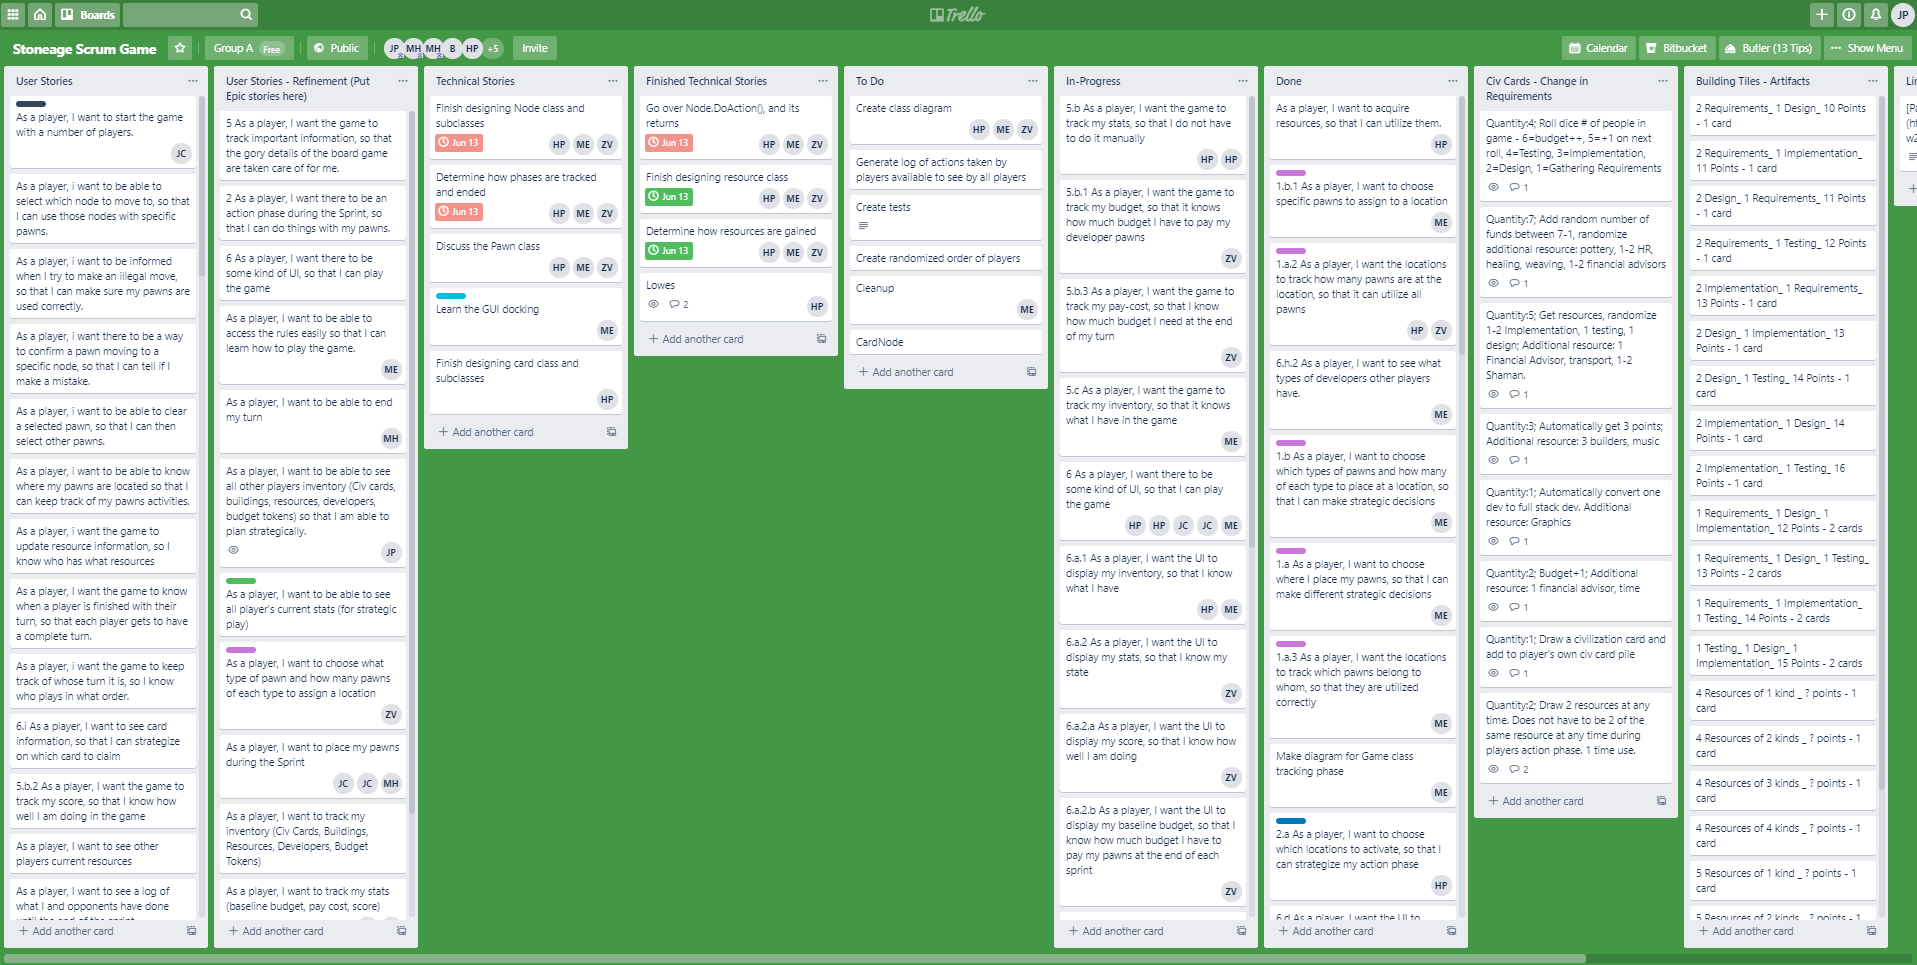 Boards
Trello
JP
Stoneage Scrum Game
Group A Free
Public
JP MH MH B HP +5
Invite
Calendar
Bitbucket
Butler (13 Tips)
··· Show Menu
User Stories
As a player, I want to start the game
with a number of players.
JC
As a player, i want to be able to
select which node to move to, so that
I can use those nodes with specific
pawns.
As a player, i want to be informed
when I try to make an illegal move,
so that I can make sure my pawns are
used correctly.
As a player, i want there to be a way
to confirm a pawn moving to a
specific node, so that I can tell if I
make a mistake.
As a player, i want to be able to clear
a selected pawn, so that I can then
select other pawns.
As a player, i want to be able to know
where my pawns are located so that I
can keep track of my pawns activities.
As a player, i want the game to
update resource information, so I
know who has what resources
As a player, i want the game to know
when a player is finished with their
turn, so that each player gets to have
a complete turn.
As a player, i want the game to keep
track of whose turn it is, so I know
who plays in what order.
6.i As a player, I want to see card
information, so that I can strategize
on which card to claim
5.b.2 As a player, I want the game to
track my score, so that I know how
well I am doing in the game
As a player, I want to see other
players current resources
As a player, I want to see a log of
what I and opponents have done
until the end of the sprint
+ Add another card
User Stories - Refinement (Put
Epic stories here)
5 As a player, I want the game to
track important information, so that
the gory details of the board game
are taken care of for me.
2 As a player, I want there to be an
action phase during the Sprint, so
that I can do things with my pawns.
6 As a player, I want there to be
some kind of UI, so that I can play
the game
As a player, I want to be able to
access the rules easily so that I can
learn how to play the game.
ME
As a player, I want to be able to end
my turn
MH
As a player, I want to be able to see
all other players inventory (Civ cards,
buildings, resources, developers,
budget tokens) so that I am able to
plan strategically.
JP
As a player, I want to be able to see
all player's current stats (for strategic
play)
As a player, I want to choose what
type of pawn and how many pawns
of each type to assign a location
ZV
As a player, I want to place my pawns
during the Sprint
JC JC MH
As a player, I want to track my
inventory (Civ Cards, Buildings,
Resources, Developers, Budget
Tokens)
As a player, I want to track my stats
(baseline budget, pay cost, score)
+ Add another card
Technical Stories
Finish designing Node class and
subclasses
Jun 13
HP ME ZV
Determine how phases are tracked
and ended
Jun 13
HP ME ZV
Discuss the Pawn class
HP ME ZV
Learn the GUI docking
ME
Finish designing card class and
subclasses
HP
+ Add another card
Finished Technical Stories
Go over Node.DoAction(), and its
returns
Jun 13
HP ME ZV
Finish designing resource class
Jun 13
HP ME ZV
Determine how resources are gained
Jun 13
HP ME ZV
Lowes
2
HP
+ Add another card
To Do
Create class diagram
HP ME ZV
Generate log of actions taken by
players available to see by all players
Create tests
Create randomized order of players
Cleanup
ME
CardNode
+ Add another card
In-Progress
5.b As a player, I want the game to
track my stats, so that I do not have
to do it manually
HP HP
5.b.1 As a player, I want the game to
track my budget, so that it knows
how much budget I have to pay my
developer pawns
ZV
5.b.3 As a player, I want the game to
track my pay-cost, so that I know
how much budget I need at the end
of my turn
ZV
5.c As a player, I want the game to
track my inventory, so that it knows
what I have in the game
ME
6 As a player, I want there to be
some kind of UI, so that I can play
the game
HP HP JC JC ME
6.a.1 As a player, I want the UI to
display my inventory, so that I know
what I have
HP ME
6.a.2 As a player, I want the UI to
display my stats, so that I know my
state
ZV
6.a.2.a As a player, I want the UI to
display my score, so that I know how
well I am doing
ZV
6.a.2.b As a player, I want the UI to
display my baseline budget, so that I
know how much budget I have to
pay my pawns at the end of each
sprint
ZV
+ Add another card
Done
As a player, I want to acquire
resources, so that I can utilize them.
HP
1.b.1 As a player, I want to choose
specific pawns to assign to a location
ME
1.a.2 As a player, I want the locations
to track how many pawns are at the
location, so that it can utilize all
pawns
HP ZV
6.h.2 As a player, I want to see what
types of developers other players
have.
ME
1.b As a player, I want to choose
which types of pawns and how many
of each type to place at a location, so
that I can make strategic decisions
ME
1.a As a player, I want to choose
where I place my pawns, so that I can
make different strategic decisions
ME
1.a.3 As a player, I want the locations
to track which pawns belong to
whom, so that they are utilized
correctly
ME
Make diagram for Game class
tracking phase
ME
2.a As a player, I want to choose
which locations to activate, so that I
can strategize my action phase
HP
6.d As a player, I want the UI to
+ Add another card
Civ Cards - Change in
Requirements
Quantity:4; Roll dice # of people in
game - 6=budget++, 5=+1 on next
roll, 4=Testing, 3=Implementation,
2=Design, 1=Gathering Requirements
1
Quantity:7; Add random number of
funds between 7-1, randomize
additional resource: pottery, 1-2 HR,
healing, weaving, 1-2 financial advisors
1
Quantity:5; Get resources, randomize
1-2 Implementation, 1 testing, 1
design; Additional resource: 1
Financial Advisor, transport, 1-2
Shaman.
1
Quantity:3; Automatically get 3 points;
Additional resource: 3 builders, music
1
Quantity:1; Automatically convert one
dev to full stack dev. Additional
resource: Graphics
1
Quantity:2; Budget+1; Additional
resource: 1 financial advisor, time
1
Quantity:1; Draw a civilization card and
add to player's own civ card pile
1
Quantity:2; Draw 2 resources at any
time. Does not have to be 2 of the
same resource at any time during
players action phase. 1 time use.
2
+ Add another card
Building Tiles - Artifacts
2 Requirements_ 1 Design_ 10 Points
- 1 card
2 Requirements_ 1 Implementation_
11 Points - 1 card
2 Design_ 1 Requirements_ 11 Points
- 1 card
2 Requirements_ 1 Testing_ 12 Points
- 1 card
2 Implementation_ 1 Requirements_
13 Points - 1 card
2 Design_ 1 Implementation_ 13
Points - 1 card
2 Design_ 1 Testing_ 14 Points - 1
card
2 Implementation_ 1 Design_ 14
Points - 1 card
2 Implementation_ 1 Testing_ 16
Points - 1 card
1 Requirements_ 1 Design_ 1
Implementation_ 12 Points - 2 cards
1 Requirements_ 1 Design_ 1 Testing_
13 Points - 2 cards
1 Requirements_ 1 Implementation_
1 Testing_ 14 Points - 2 cards
1 Testing_ 1 Design_ 1
Implementation_ 15 Points - 2 cards
4 Resources of 1 kind _ ? points - 1
card
4 Resources of 2 kinds _ ? points - 1
card
4 Resources of 3 kinds _ ? points - 1
card
4 Resources of 4 kinds _ ? points - 1
card
5 Resources of 1 kind _ ? points - 1
card
5 Resources of 2 kinds _ ? points - 1
+ Add another card